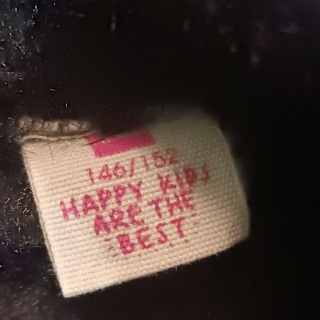 146/152
HAPPY KIDS
ARE THE
BEST